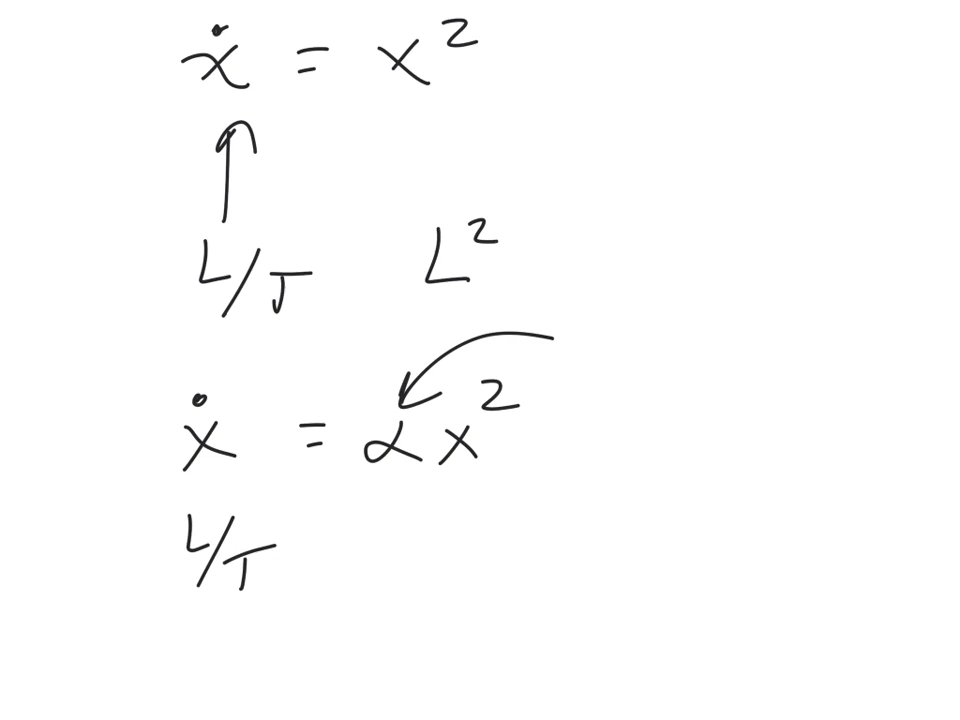 ẋ = x²
L/T L²
ẋ = αx²
L/T